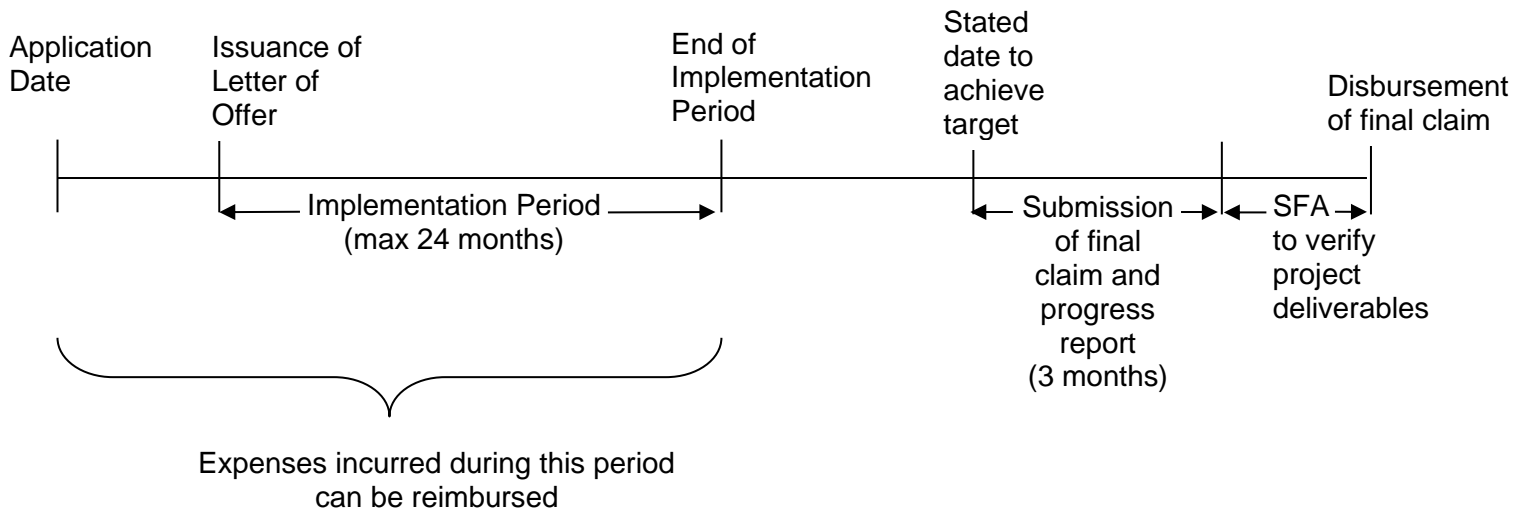 Application
Date
Issuance of
Letter of
Offer
End of
Implementation
Period
Stated
date to
achieve
target
Disbursement
of final claim
Implementation Period
(max 24 months)
Submission
of final
claim and
progress
report
(3 months)
SFA
to verify
project
deliverables
Expenses incurred during this period
can be reimbursed